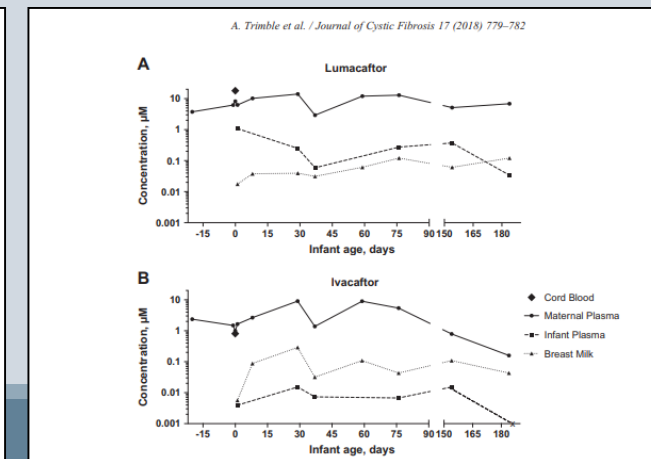 A. Trimble et al. / Journal of Cystic Fibrosis 17 (2018) 779–782
A
Lumacaftor
Concentration, µM
10
1
0.1
0.01
0.001
-15 0 15 30 45 59 75 90 150 165 180
Infant age, days
B
Ivacaftor
Concentration, µM
10
1
0.1
0.01
0.001
-15 0 15 30 45 59 75 90 150 165 180
Infant age, days
Cord Blood
Maternal Plasma
Infant Plasma
Breast Milk